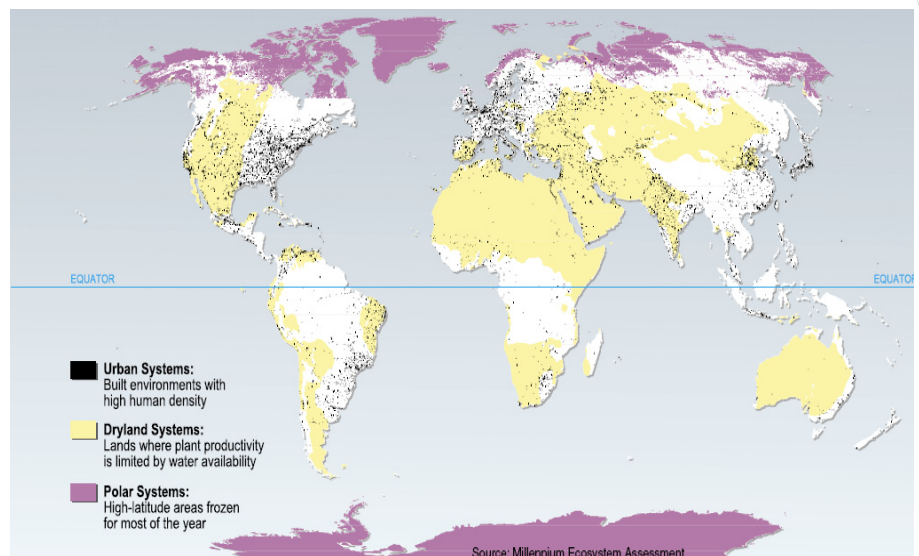 EQUATOR
EQUATOR
Urban Systems:
Built environments with
high human density
Dryland Systems:
Lands where plant productivity
is limited by water availability
Polar Systems:
High-latitude areas frozen
for most of the year
Source: Millennium Ecosystem Assessment